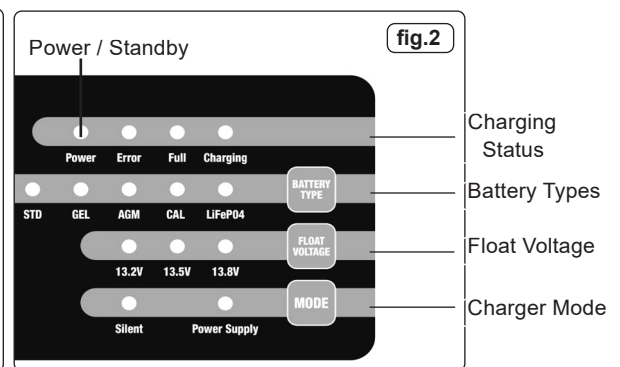 Power / Standby
fig.2
Power Error Full Charging
Charging
Status
BATTERY
TYPE
Battery Types
STD GEL AGM CAL LiFePO4
FLOAT
VOLTAGE
Float Voltage
13.2V 13.5V 13.8V
MODE
Charger Mode
Silent Power Supply